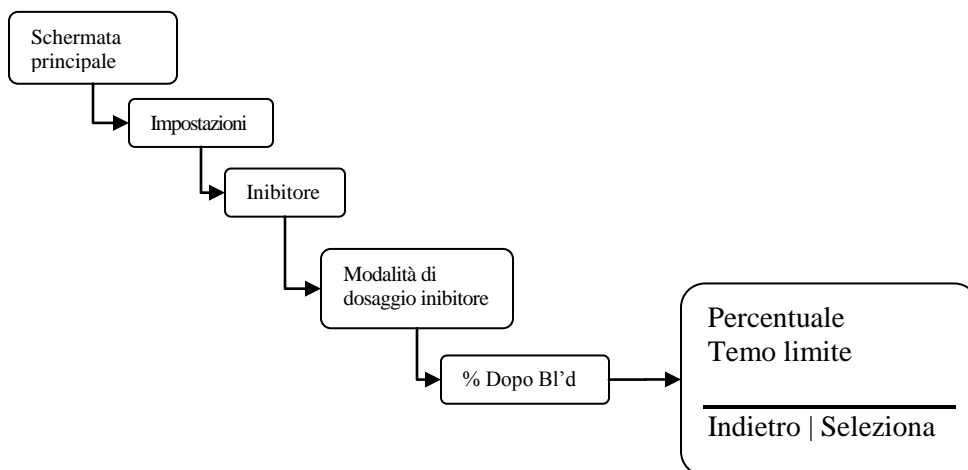 Schermata
principale
Impostazioni
Inibitore
Modalità di
dosaggio inibitore
% Dopo Bl’d
Percentuale
Temo limite
Indietro | Seleziona